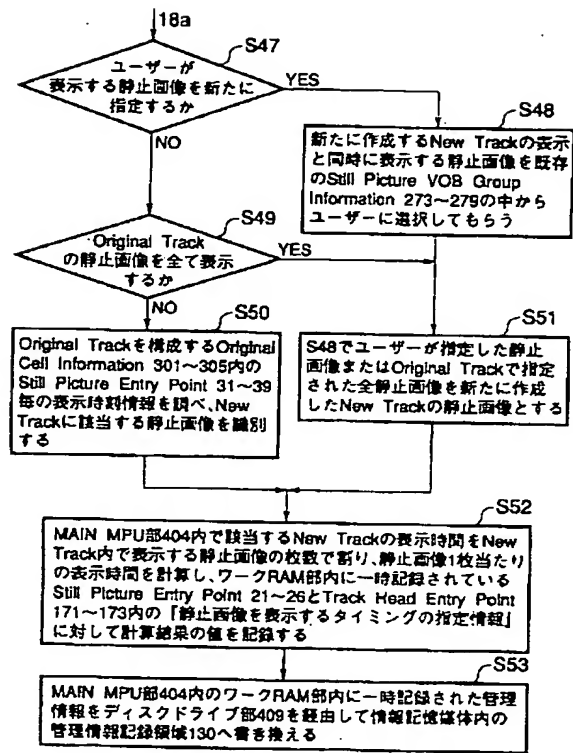 18a
S47
ユーザーが
表示する静止画像を新たに
指定するか
YES
NO
S48
新たに作成するNew Trackの表示
と同時に表示する静止画像を既存
のStill Picture VOB Group
Information 273〜279の中から
ユーザーに選択してもらう
S49
Original Track
の静止画像を全て表示
するか
YES
NO
S50
Original Trackを構成するOriginal
Cell Information 301〜305内の
Still Picture Entry Point 31〜39
毎の表示時刻情報を調べ、New
Trackに該当する静止画像を識別
する
S51
S48でユーザーが指定した静止
画像またはOriginal Trackで指定
された全静止画像を新たに作成
したNew Trackの静止画像とする
S52
MAIN MPU部404内で該当するNew Trackの表示時間をNew
Track内で表示する静止画像の枚数で割り、静止画像1枚当たり
の表示時間を計算し、ワークRAM部内に一時記録されている
Still Picture Entry Point 21〜26とTrack Head Entry Point
171〜173内の『静止画像を表示するタイミングの指定情報』
に対して計算結果の値を記録する
S53
MAIN MPU部404内のワークRAM部内に一時記録された管理
情報をディスクドライブ部409を経由して情報記憶媒体内の
管理情報記録領域130へ書き換える